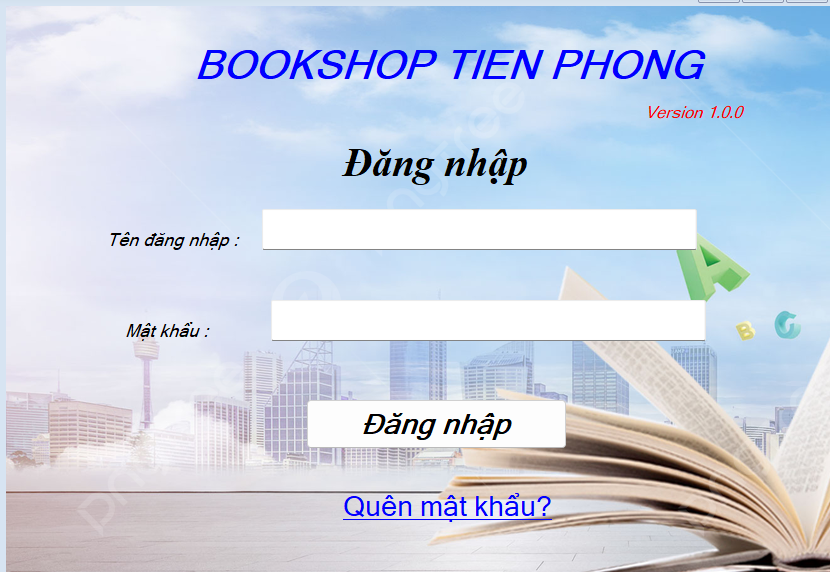 BOOKSHOP TIEN PHONG
Version 1.0.0
Đăng nhập
Tên đăng nhập :
Mật khẩu :
Đăng nhập
Quên mật khẩu?
A
B